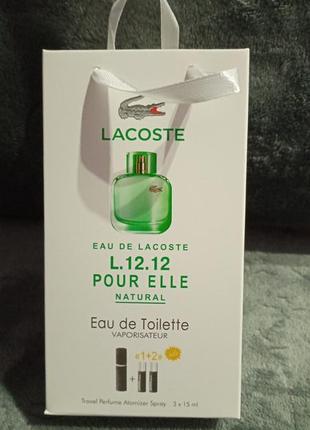 LACOSTE
EAU DE LACOSTE
L.12.12
POUR ELLE
NATURAL
Eau de Toilette
VAPORISATEUR
«1+2»
+
Travel Perfume Atomizer Spray 3 x 15 ml